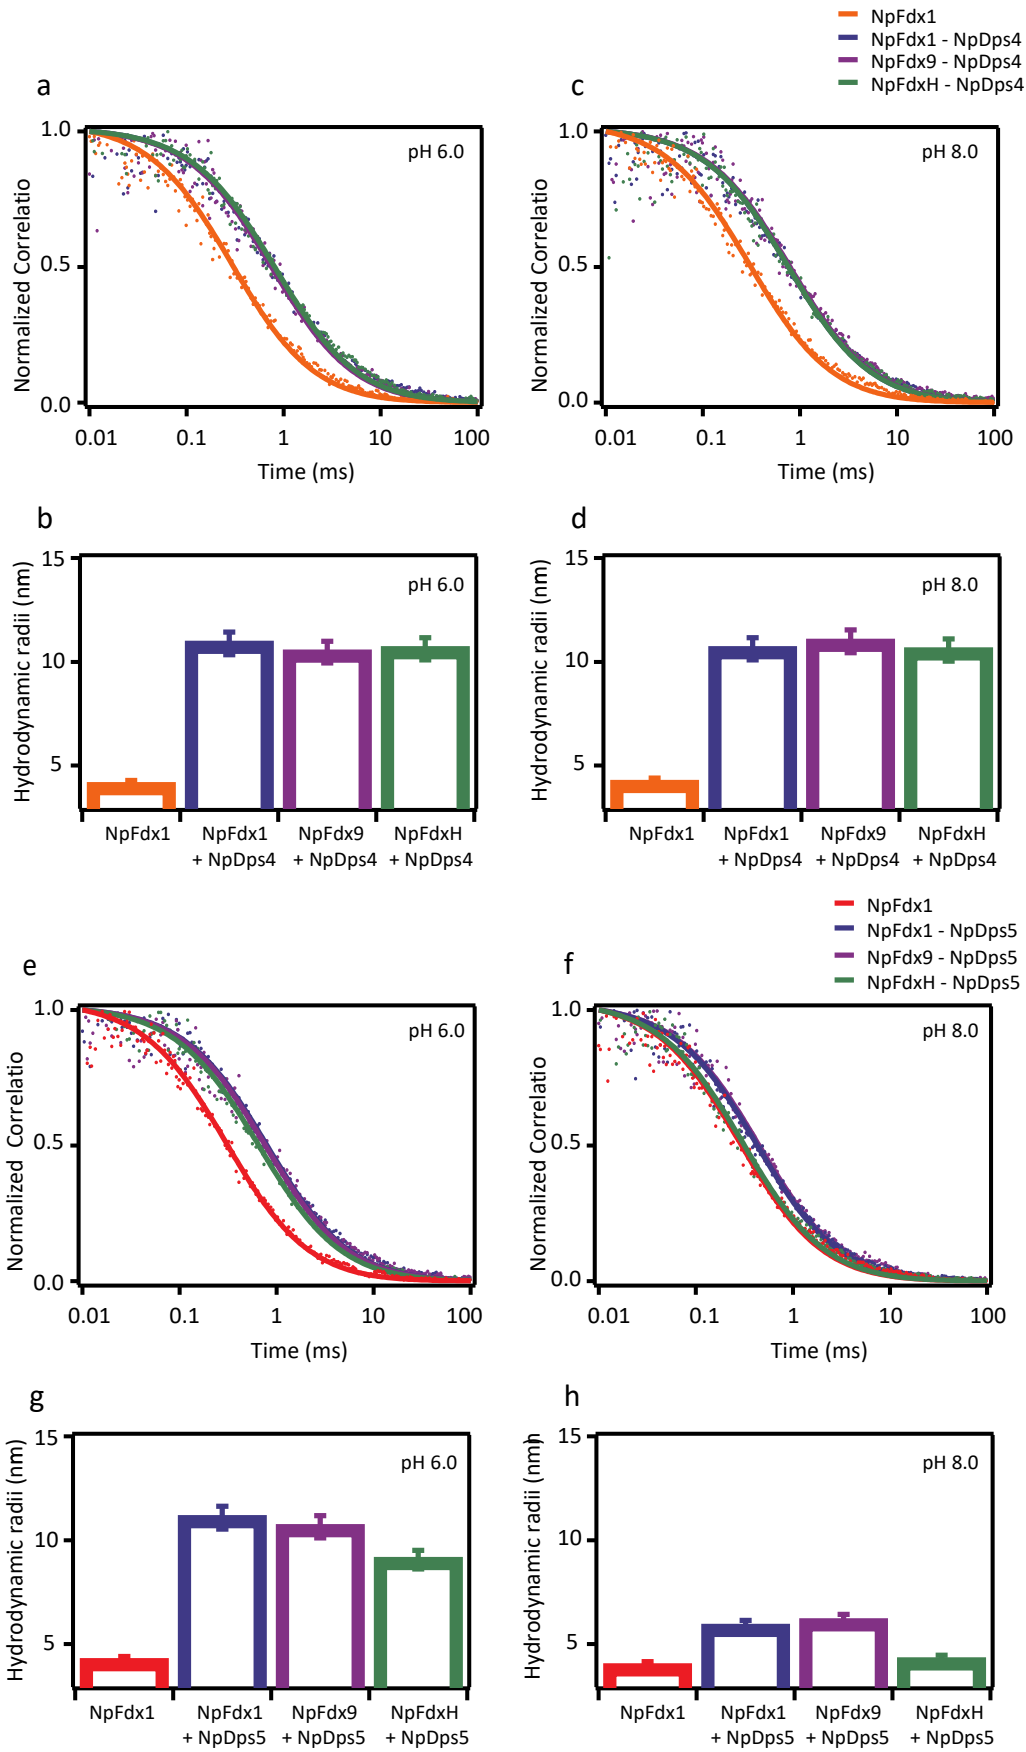 NpFdx1
NpFdx1 - NpDps4
NpFdx9 - NpDps4
NpFdxH - NpDps4
a
1.0
0.5
0.0
Normalized Correlatio
pH 6.0
0.01 0.1 1 10 100
Time (ms)
c
1.0
0.5
0.0
Normalized Correlatio
pH 8.0
0.01 0.1 1 10 100
Time (ms)
b
15
10
5
Hydrodynamic radii (nm)
pH 6.0
NpFdx1 NpFdx1 NpFdx9 NpFdxH
+ NpDps4 + NpDps4 + NpDps4
d
15
10
5
Hydrodynamic radii (nm)
pH 8.0
NpFdx1 NpFdx1 NpFdx9 NpFdxH
+ NpDps4 + NpDps4 + NpDps4
NpFdx1
NpFdx1 - NpDps5
NpFdx9 - NpDps5
NpFdxH - NpDps5
e
1.0
0.5
0.0
Normalized Correlatio
pH 6.0
0.01 0.1 1 10 100
Time (ms)
f
1.0
0.5
0.0
Normalized Correlatio
pH 8.0
0.01 0.1 1 10 100
Time (ms)
g
15
10
5
Hydrodynamic radii (nm)
pH 6.0
NpFdx1 NpFdx1 NpFdx9 NpFdxH
+ NpDps5 + NpDps5 + NpDps5
h
15
10
5
Hydrodynamic radii (nm)
pH 8.0
NpFdx1 NpFdx1 NpFdx9 NpFdxH
+ NpDps5 + NpDps5 + NpDps5